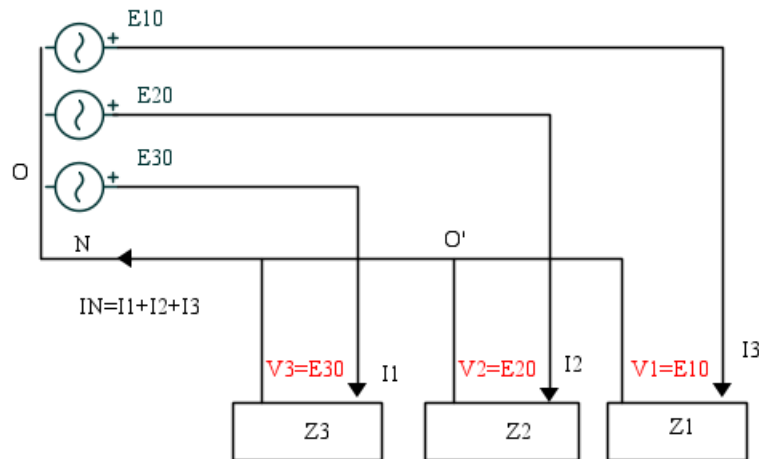 E10
E20
E30
O
N
O'
IN=I1+I2+I3
V3=E30
I1
V2=E20
I2
V1=E10
I3
Z3
Z2
Z1